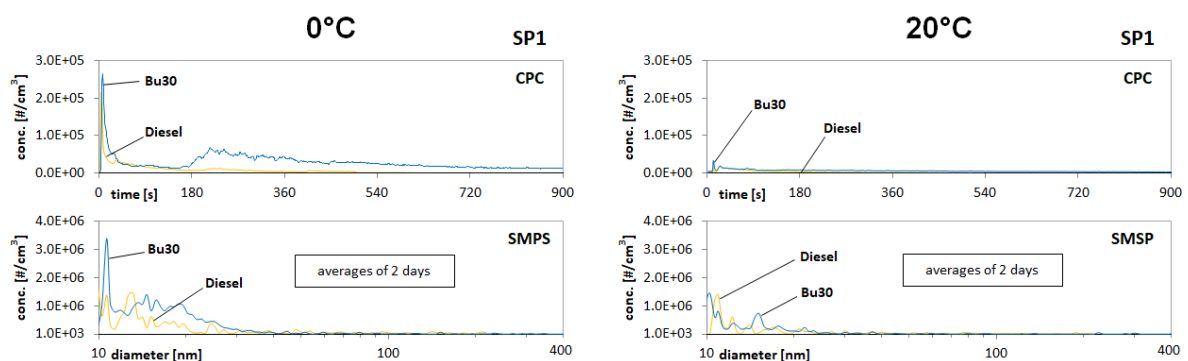 0°C
SP1
3.0E+05
CPC
Bu30
2.0E+05
Diesel
1.0E+05
0.0E+00
conc. [#/cm³]
0 180 360 540 720 900
time [s]
4.0E+06
SMPS
Bu30
3.0E+06
averages of 2 days
Diesel
2.0E+06
1.0E+06
1.0E+03
conc. [#/cm³]
10 100 400
diameter [nm]
20°C
SP1
3.0E+05
CPC
2.0E+05
Bu30
Diesel
1.0E+05
0.0E+00
conc. [#/cm³]
0 180 360 540 720 900
time [s]
4.0E+06
SMSP
Diesel
3.0E+06
averages of 2 days
2.0E+06
Bu30
1.0E+06
1.0E+03
conc. [#/cm³]
10 100 400
diameter [nm]